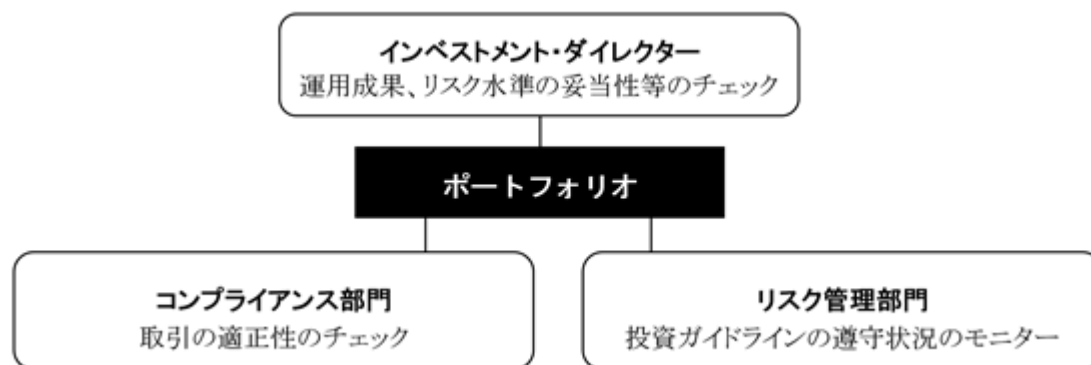 インベストメント・ダイレクター
運用成果、リスク水準の妥当性等のチェック
ポートフォリオ
コンプライアンス部門
取引の適正性のチェック
リスク管理部門
投資ガイドラインの遵守状況のモニター